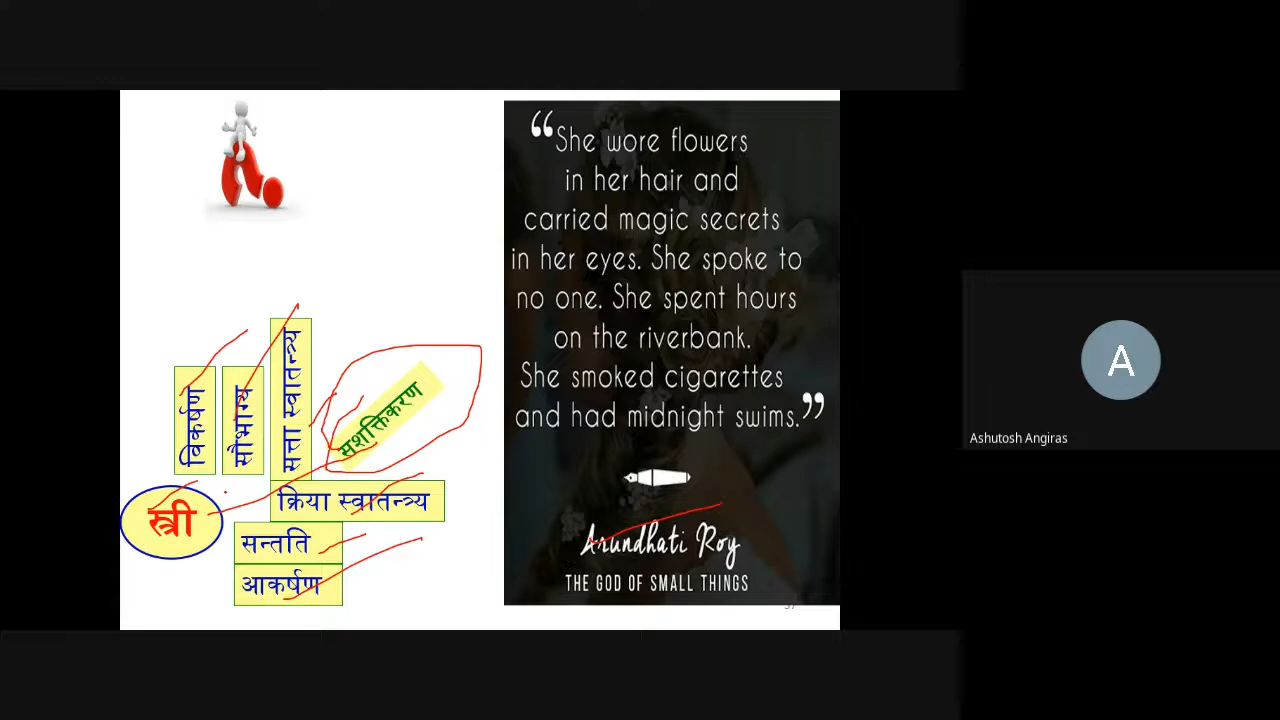 “She wore flowers
in her hair and
carried magic secrets
in her eyes. She spoke to
no one. She spent hours
on the riverbank.
She smoked cigarettes
and had midnight swims.”
Arundhati Roy
THE GOD OF SMALL THINGS
विकर्षण
सौभाग्य
सत्ता स्वातन्त्र्य
सशक्तिकरण
स्त्री
क्रिया स्वातन्त्र्य
सन्तति
आकर्षण
A
Ashutosh Angiras